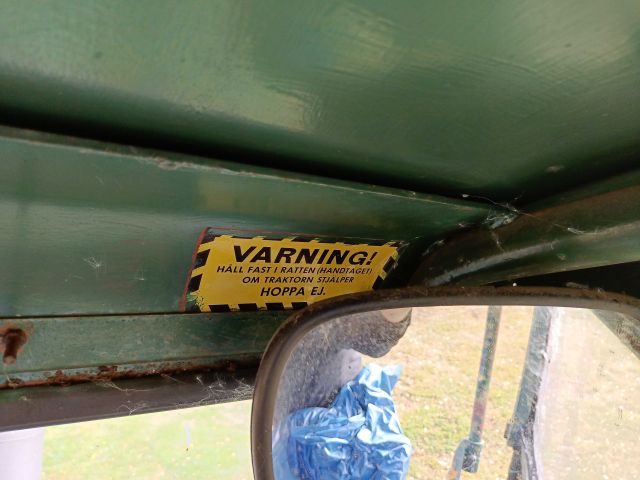 VARNING!
HÅLL FAST I RATTEN (HANDTAGET)
OM TRAKTORN STJÄLPER
HOPPA EJ.